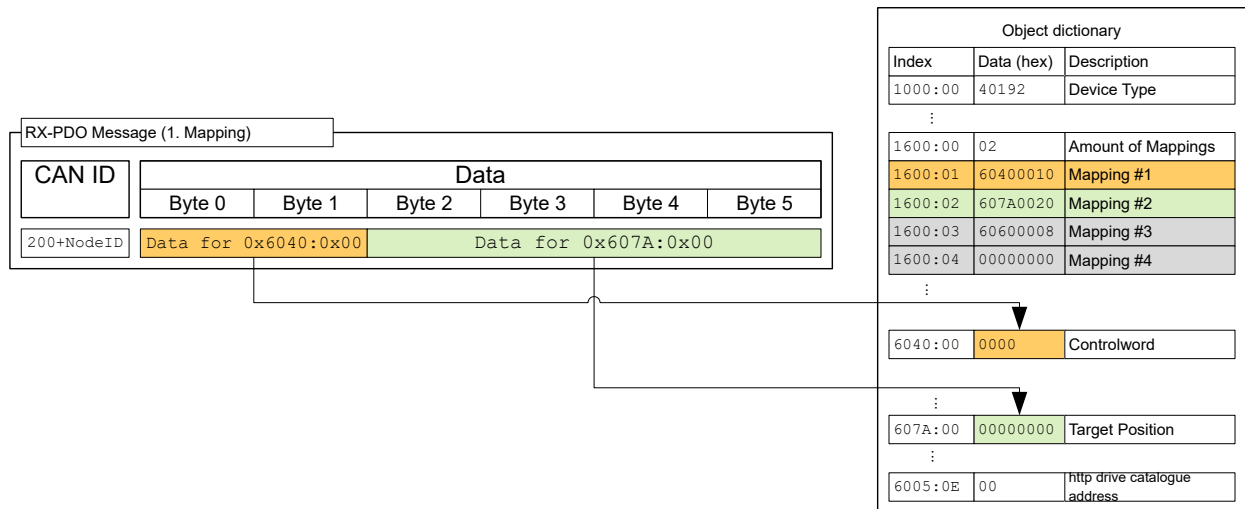 RX-PDO Message (1. Mapping)
CAN ID Data
Byte 0 Byte 1 Byte 2 Byte 3 Byte 4 Byte 5
200+NodeID Data for 0x6040:0x00 Data for 0x607A:0x00
Object dictionary
Index Data (hex) Description
1000:00 40192 Device Type
⋮
1600:00 02 Amount of Mappings
1600:01 60400010 Mapping #1
1600:02 607A0020 Mapping #2
1600:03 60600008 Mapping #3
1600:04 00000000 Mapping #4
⋮
6040:00 0000 Controlword
⋮
607A:00 00000000 Target Position
⋮
6005:0E 00 http drive catalogue
address